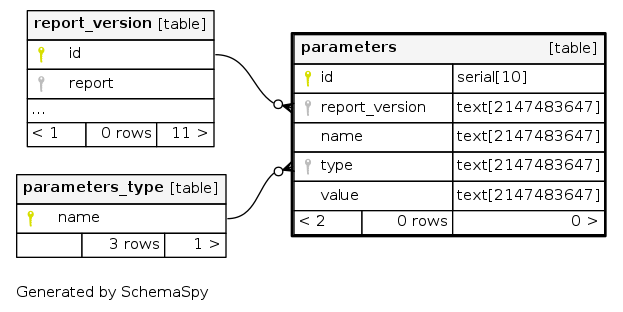 report_version [table]
id
report
...
< 1 0 rows 11 >
parameters_type [table]
name
3 rows 1 >
parameters [table]
id serial[10]
report_version text[2147483647]
name text[2147483647]
type text[2147483647]
value text[2147483647]
< 2 0 rows 0 >
Generated by SchemaSpy